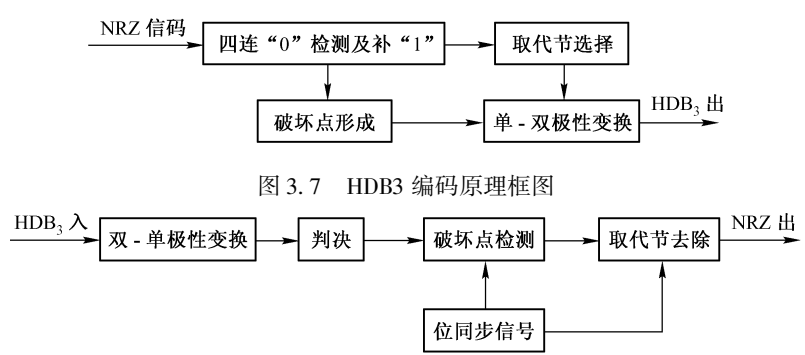 NRZ 信码
四连“0”检测及补“1”
取代节选择
破坏点形成
单-双极性变换
HDB3 出
图 3.7 HDB3 编码原理框图
HDB3 入
双-单极性变换
判决
破坏点检测
取代节去除
NRZ 出
位同步信号